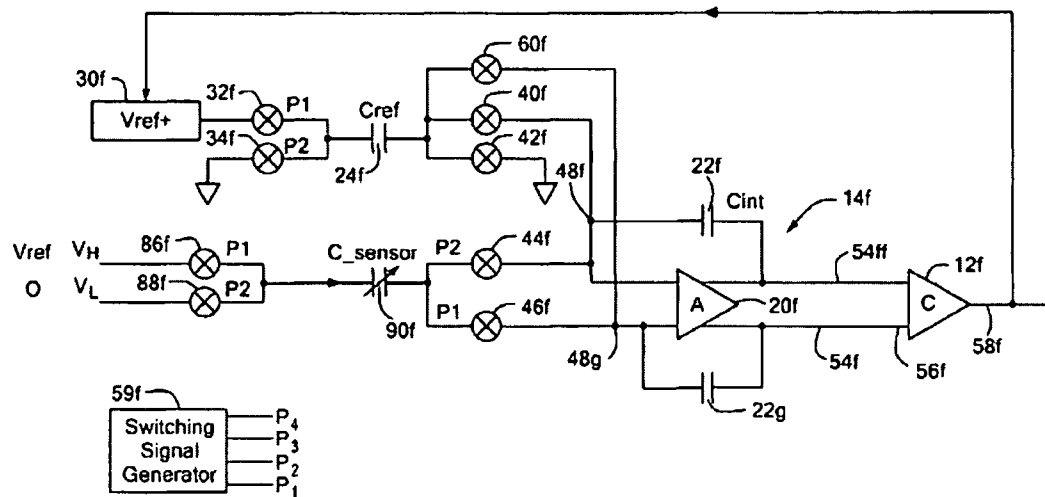 60f
30f
32f
P1
Cref
40f
Vref+
34f
P2
42f
24f
48f
22f
Cint
14f
Vref
VH
86f
P1
C_sensor
P2
44f
54ff
12f
O
VL
88f
P2
P1
46f
A
20f
C
90f
48g
54f
56f
58f
22g
59f
Switching
Signal
Generator
P4
P3
P2
P1